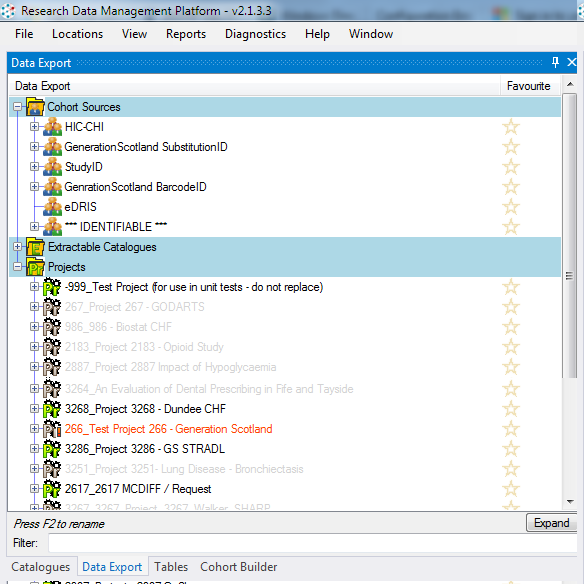 Research Data Management Platform - v2.1.3.3
File Locations View Reports Diagnostics Help Window
Data Export
Data Export Favourite
Cohort Sources
HIC-CHI
GenerationScotland SubstitutionID
StudyID
GenrationScotland BarcodeID
eDRIS
*** IDENTIFIABLE ***
Extractable Catalogues
Projects
-999_Test Project (for use in unit tests - do not replace)
267_Project 267 - GODARTS
986_986 - Biostat CHF
2183_Project 2183 - Opioid Study
2887_Project 2887 Impact of Hypoglycaemia
3264_An Evaluation of Dental Prescribing in Fife and Tayside
3268_Project 3268 - Dundee CHF
266_Test Project 266 - Generation Scotland
3286_Project 3286 - GS STRADL
3251_Project 3251- Lung Disease - Bronchiectasis
2617_2617 MCDIFF / Request
3267_3267_Project_3267_Walker_SHARP
Press F2 to rename Expand
Filter:
Catalogues Data Export Tables Cohort Builder